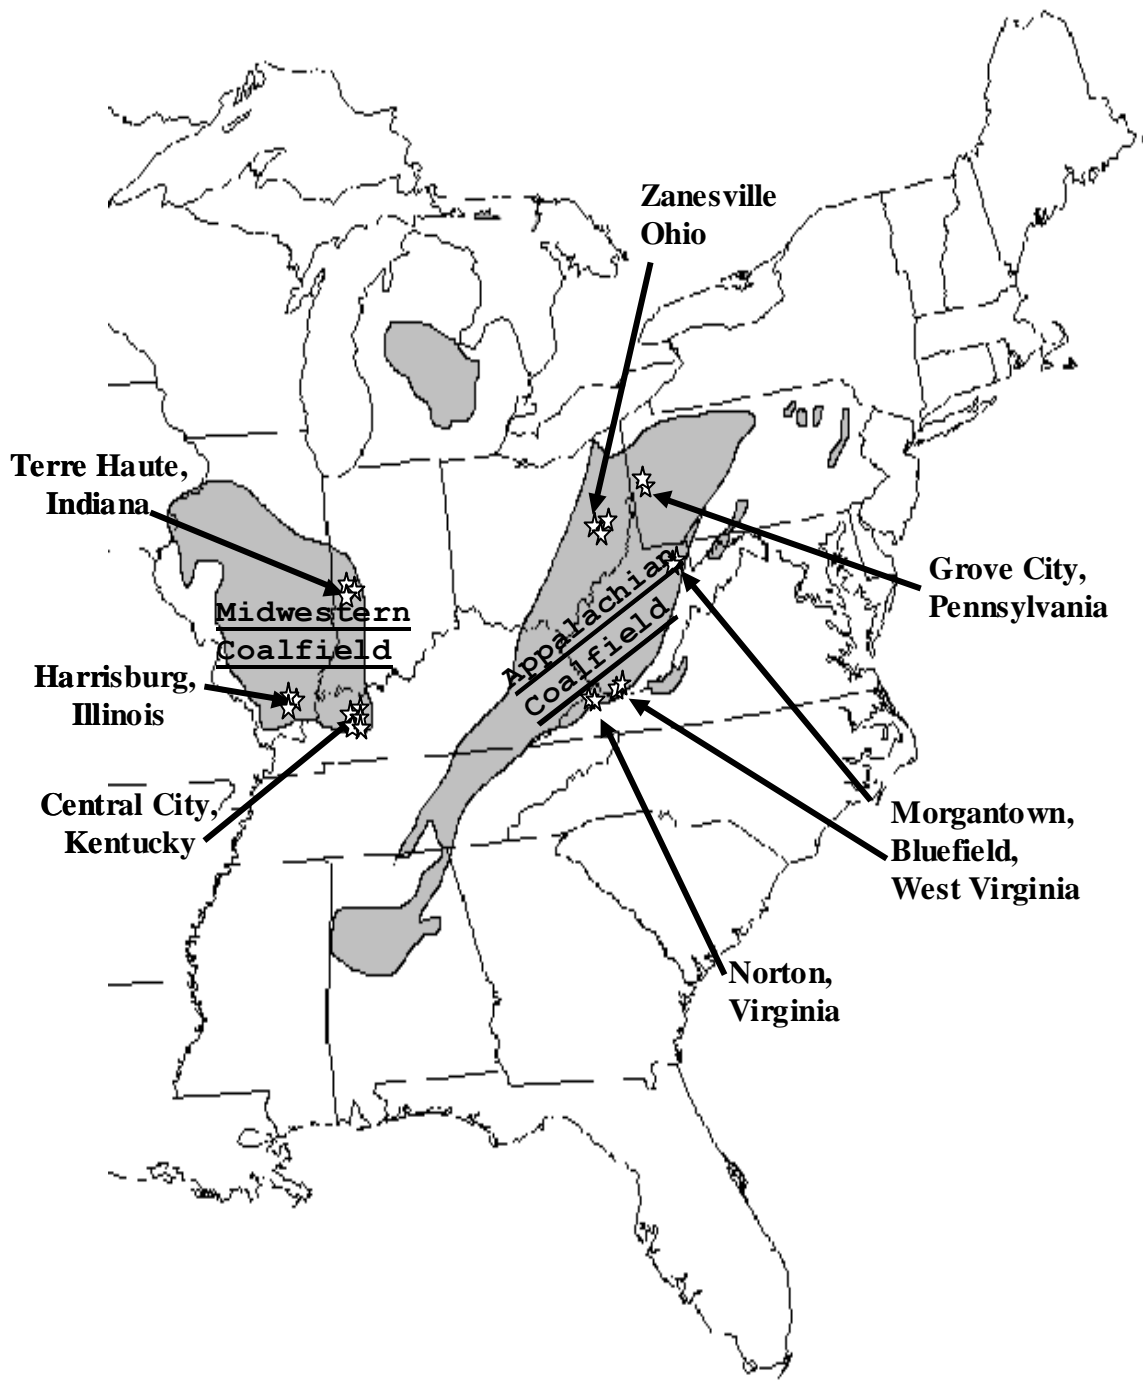 Zanesville
Ohio
Terre Haute,
Indiana
Midwestern
Coalfield
Appalachian
Coalfield
Grove City,
Pennsylvania
Harrisburg,
Illinois
Central City,
Kentucky
Morgantown,
Bluefield,
West Virginia
Norton,
Virginia